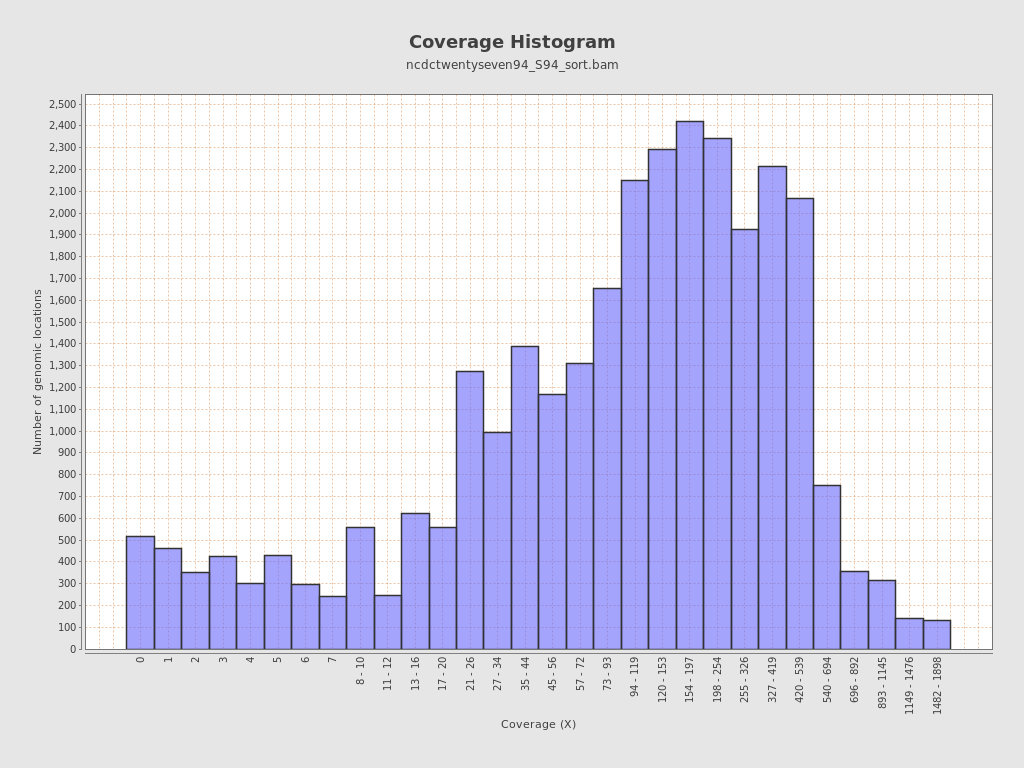 Coverage Histogram
ncdctwentyseven94_S94_sort.bam
Number of genomic locations
2,500
2,400
2,300
2,200
2,100
2,000
1,900
1,800
1,700
1,600
1,500
1,400
1,300
1,200
1,100
1,000
900
800
700
600
500
400
300
200
100
0
0
1
2
3
4
5
6
7
8 - 10
11 - 12
13 - 16
17 - 20
21 - 26
27 - 34
35 - 44
45 - 56
57 - 72
73 - 93
94 - 119
120 - 153
154 - 197
198 - 254
255 - 326
327 - 419
420 - 539
540 - 694
696 - 892
893 - 1145
1149 - 1476
1482 - 1898
Coverage (X)